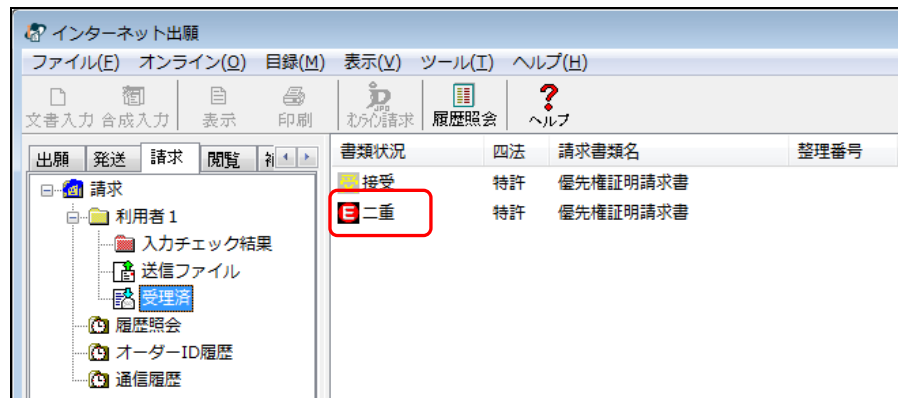 インターネット出願
ファイル(F) オンライン(O) 目録(M) 表示(V) ツール(T) ヘルプ(H)
文書入力 合成入力 表示 印刷 オンライン請求 履歴照会 ヘルプ
出願 発送 請求 閲覧
書類状況 四法 請求書類名 整理番号
請求
接受 特許 優先権証明請求書
利用者1
二重 特許 優先権証明請求書
入力チェック結果
送信ファイル
受理済
履歴照会
オーダーID履歴
通信履歴